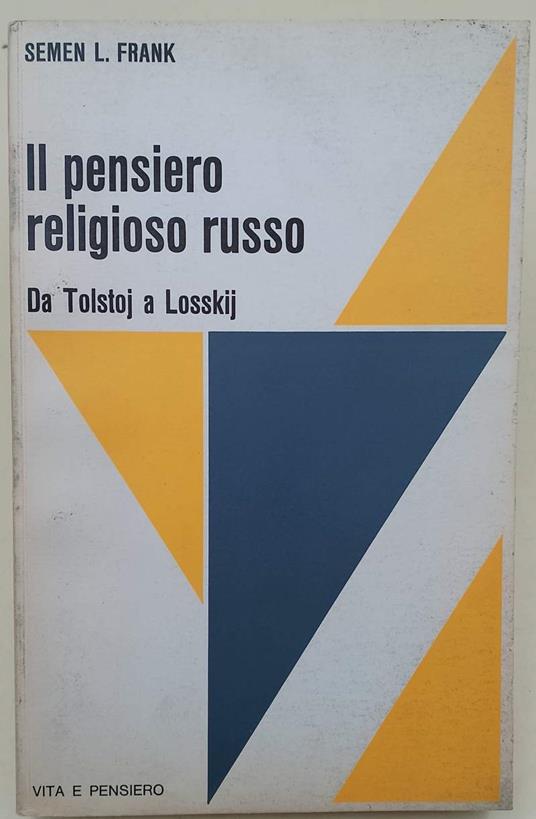 SEMEN L. FRANK
Il pensiero
religioso russo
Da Tolstoj a Losskij
VITA E PENSIERO